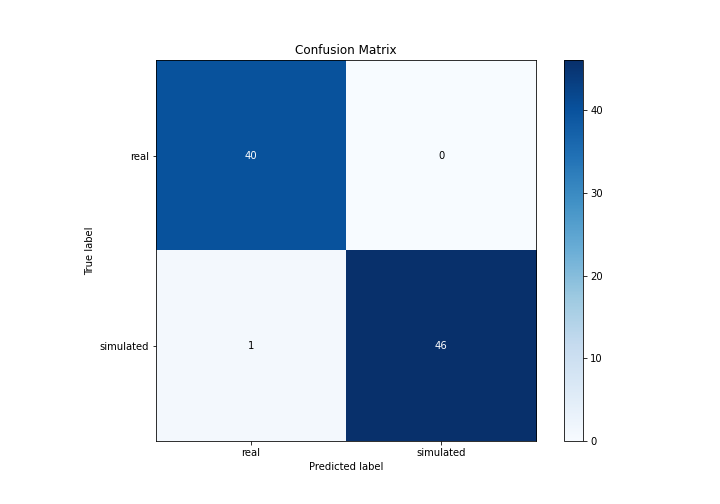 Confusion Matrix
real
40
0
simulated
1
46
real
simulated
Predicted label
True label
40
30
20
10
0